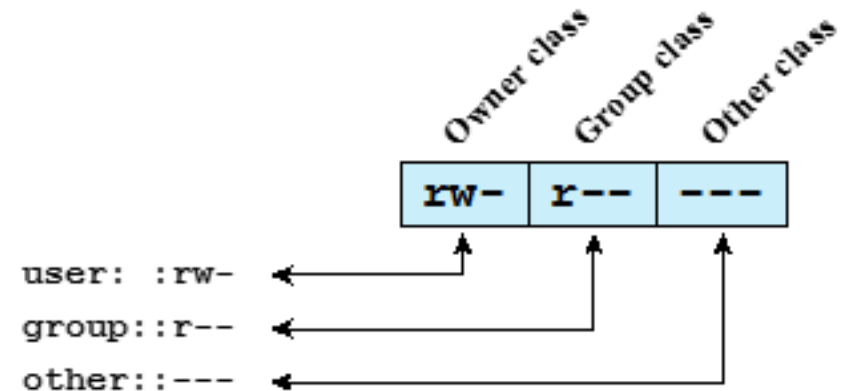 Owner class
Group class
Other class
rw- r-- ---
user: :rw-
group::r--
other::---